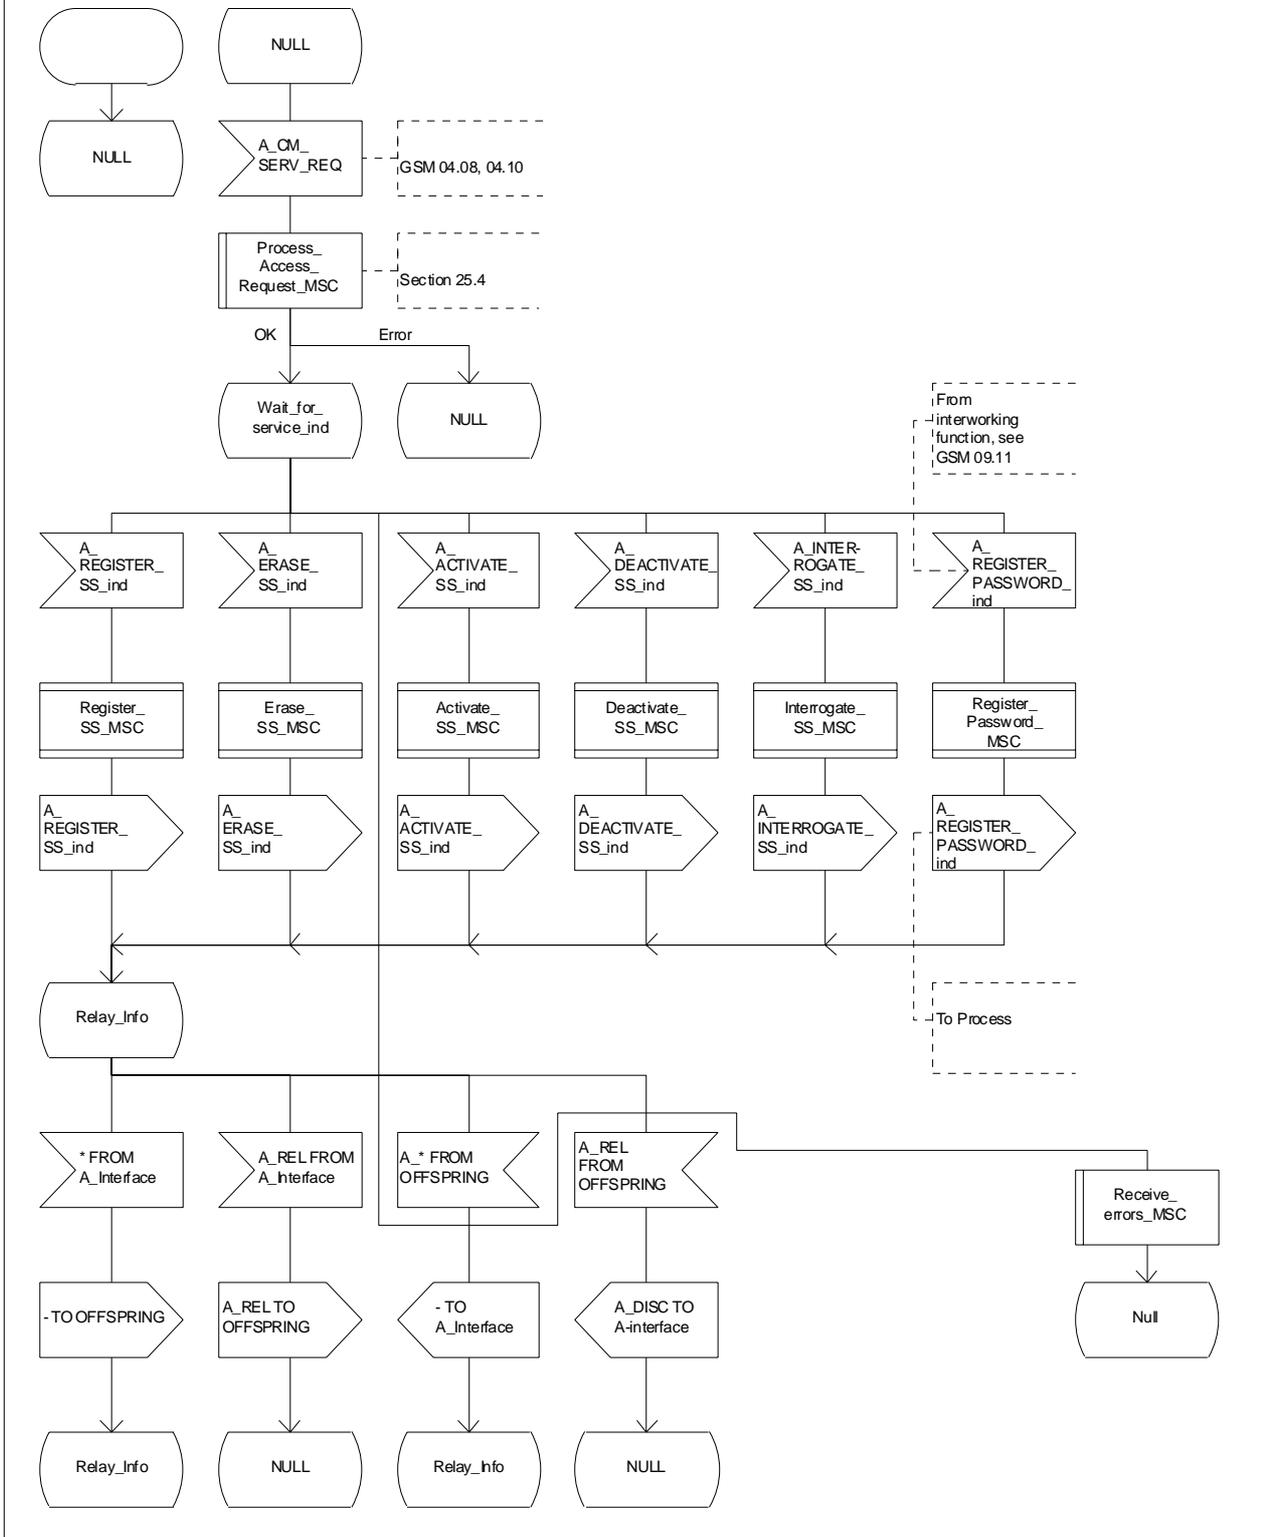 NULL
NULL
A_CM_
SERV_REQ
GSM 04.08, 04.10
Process_
Access_
Request_MSC
Section 25.4
OK
Error
Wait_for_
service_ind
NULL
From
interworking
function, see
GSM 09.11
A_
REGISTER_
SS_ind
A_
ERASE_
SS_ind
A_
ACTIVATE_
SS_ind
A_
DEACTIVATE_
SS_ind
A_INTER-
ROGATE_
SS_ind
A_
REGISTER_
PASSWORD_
ind
Register_
SS_MSC
Erase_
SS_MSC
Activate_
SS_MSC
Deactivate_
SS_MSC
Interrogate_
SS_MSC
Register_
Password_
MSC
A_
REGISTER_
SS_ind
A_
ERASE_
SS_ind
A_
ACTIVATE_
SS_ind
A_
DEACTIVATE_
SS_ind
A_
INTERROGATE_
SS_ind
A_
REGISTER_
PASSWORD_
ind
Relay_Info
To Process
* FROM
A_Interface
A_REL FROM
A_Interface
A_* FROM
OFFSPRING
A_REL
FROM
OFFSPRING
Receive_
errors_MSC
- TO OFFSPRING
A_REL TO
OFFSPRING
- TO
A_Interface
A_DISC TO
A-interface
Null
Relay_Info
NULL
Relay_Info
NULL